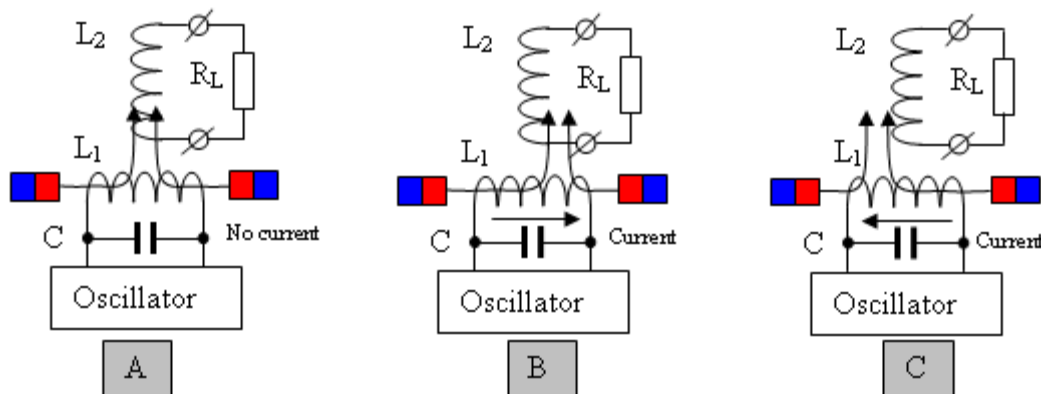 L2
RL
L1
C
No current
Oscillator
A
L2
RL
L1
C
Current
Oscillator
B
L2
RL
L1
C
Current
Oscillator
C